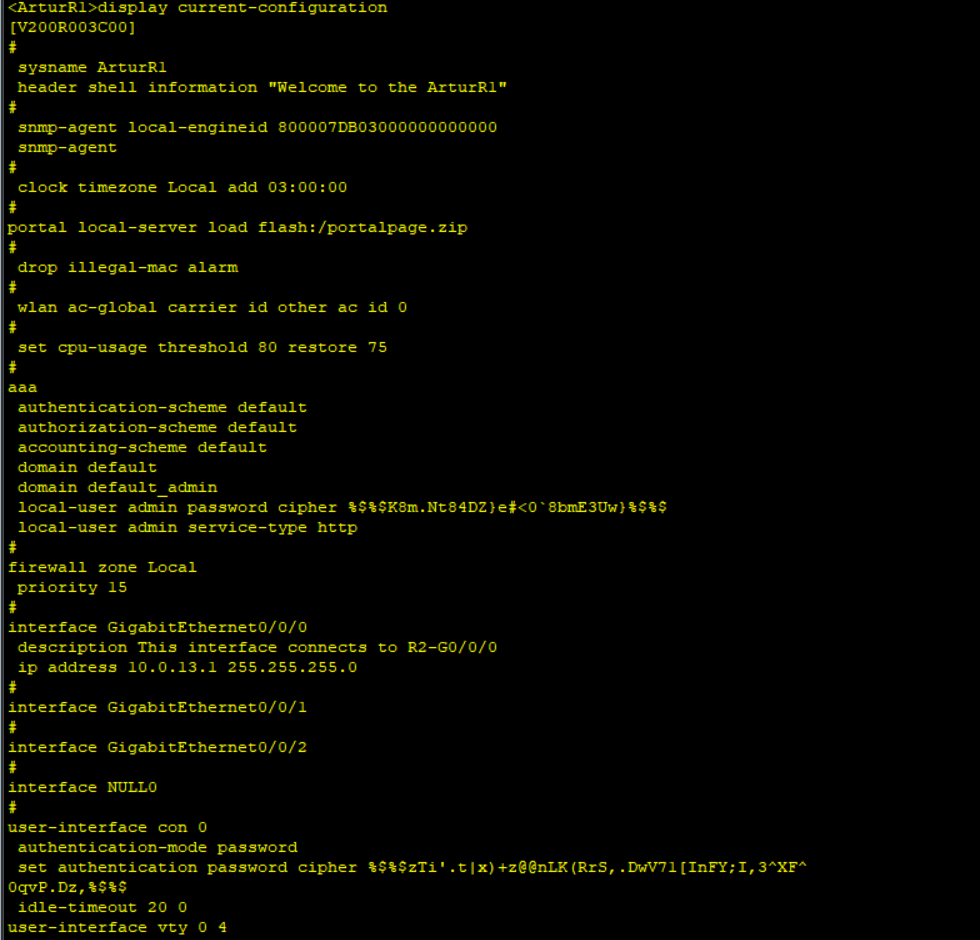 <ArturR1>display current-configuration
[V200R003C00]
#
 sysname ArturR1
 header shell information "Welcome to the ArturR1"
#
 snmp-agent local-engineid 800007DB03000000000000
 snmp-agent
#
 clock timezone Local add 03:00:00
#
portal local-server load flash:/portalpage.zip
#
 drop illegal-mac alarm
#
 wlan ac-global carrier id other ac id 0
#
 set cpu-usage threshold 80 restore 75
#
aaa
 authentication-scheme default
 authorization-scheme default
 accounting-scheme default
 domain default
 domain default_admin
 local-user admin password cipher %$%$K8m.Nt84DZ}e#<0`8bmE3Uw}%$%$
 local-user admin service-type http
#
firewall zone Local
 priority 15
#
interface GigabitEthernet0/0/0
 description This interface connects to R2-G0/0/0
 ip address 10.0.13.1 255.255.255.0
#
interface GigabitEthernet0/0/1
#
interface GigabitEthernet0/0/2
#
interface NULL0
#
user-interface con 0
 authentication-mode password
 set authentication password cipher %$%$zTi'.t|x)+z@@nLK(RrS,.DwV7l[InFY;I,3^XF^
0qvP.Dz,%$%$
 idle-timeout 20 0
user-interface vty 0 4